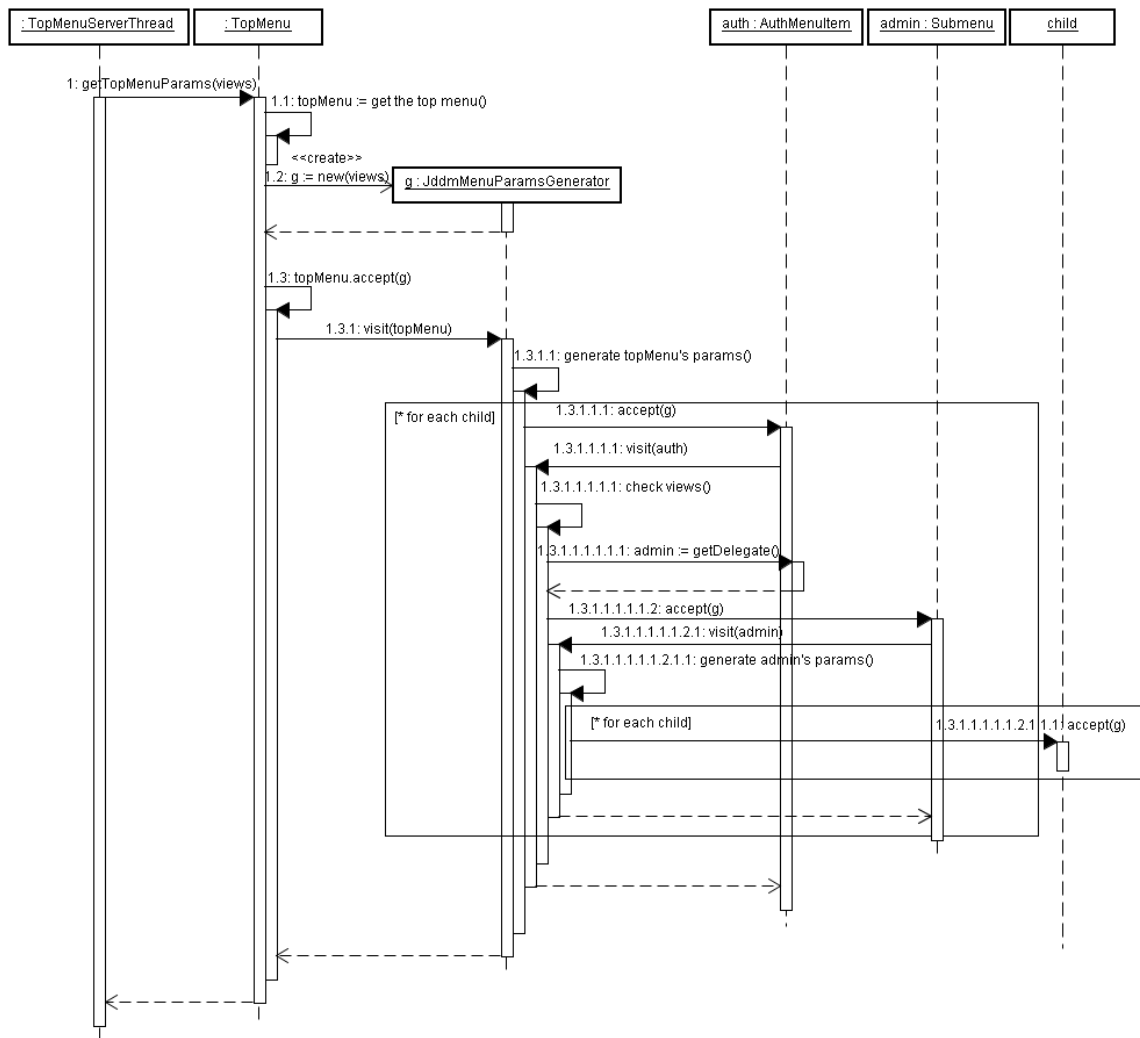 : TopMenuServerThread
: TopMenu
auth : AuthMenuItem
admin : Submenu
child
1: getTopMenuParams(views)
1.1: topMenu := get the top menu()
<<create>>
1.2: g := new(views)
g : JddmMenuParamsGenerator
1.3: topMenu.accept(g)
1.3.1: visit(topMenu)
1.3.1.1: generate topMenu's params()
[* for each child]
1.3.1.1.1: accept(g)
1.3.1.1.1.1: visit(auth)
1.3.1.1.1.1.1: check views()
1.3.1.1.1.1.1.1: admin := getDelegate()
1.3.1.1.1.1.1.2: accept(g)
1.3.1.1.1.1.1.2.1: visit(admin)
1.3.1.1.1.1.1.2.1.1: generate admin's params()
[* for each child]
1.3.1.1.1.1.1.2.1.1.1: accept(g)